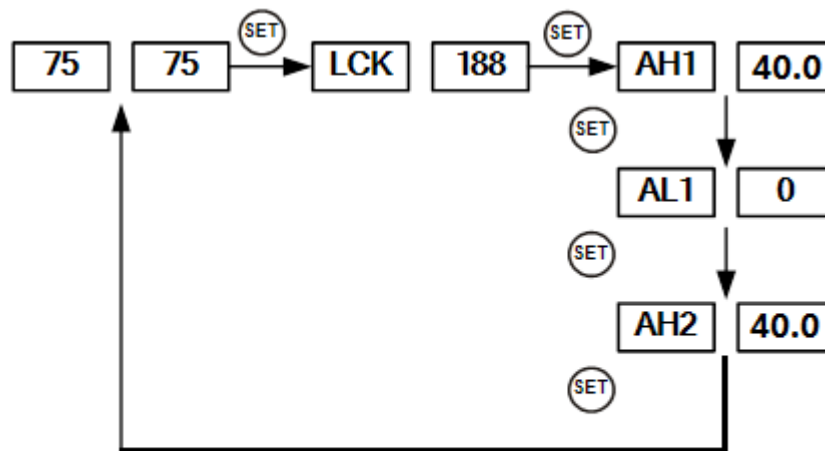 SET SET
75 75 LCK 188 AH1 40.0
SET
AL1 0
SET
AH2 40.0
SET